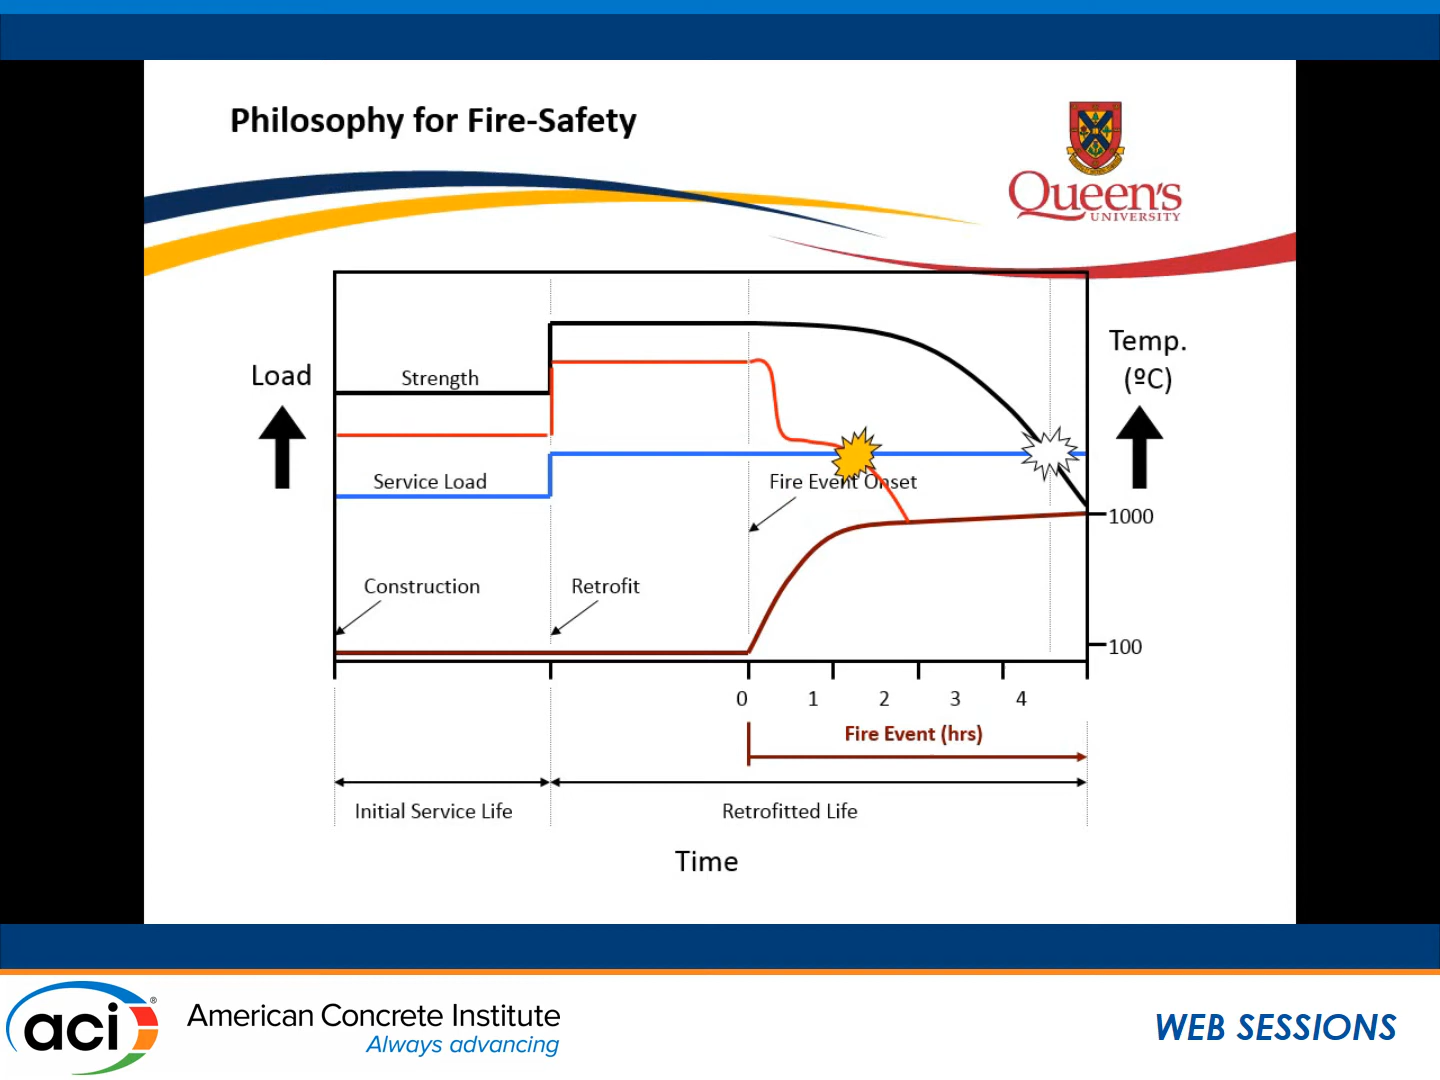 Philosophy for Fire-Safety
Queen's
UNIVERSITY
Load
Temp.
(ºC)
Strength
Service Load
Fire Event Onset
1000
Construction
Retrofit
100
0 1 2 3 4
Fire Event (hrs)
Initial Service Life
Retrofitted Life
Time
aci®
American Concrete Institute
Always advancing
WEB SESSIONS